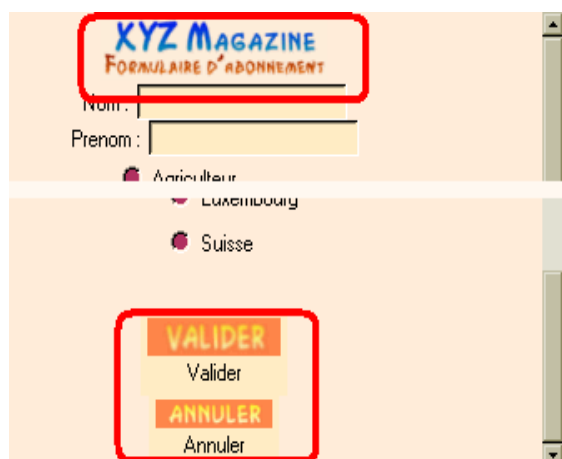 XYZ MAGAZINE
FORMULAIRE D'ABONNEMENT
Nom :
Prenom :
Agriculteur
Luxembourg
Suisse
VALIDER
Valider
ANNULER
Annuler